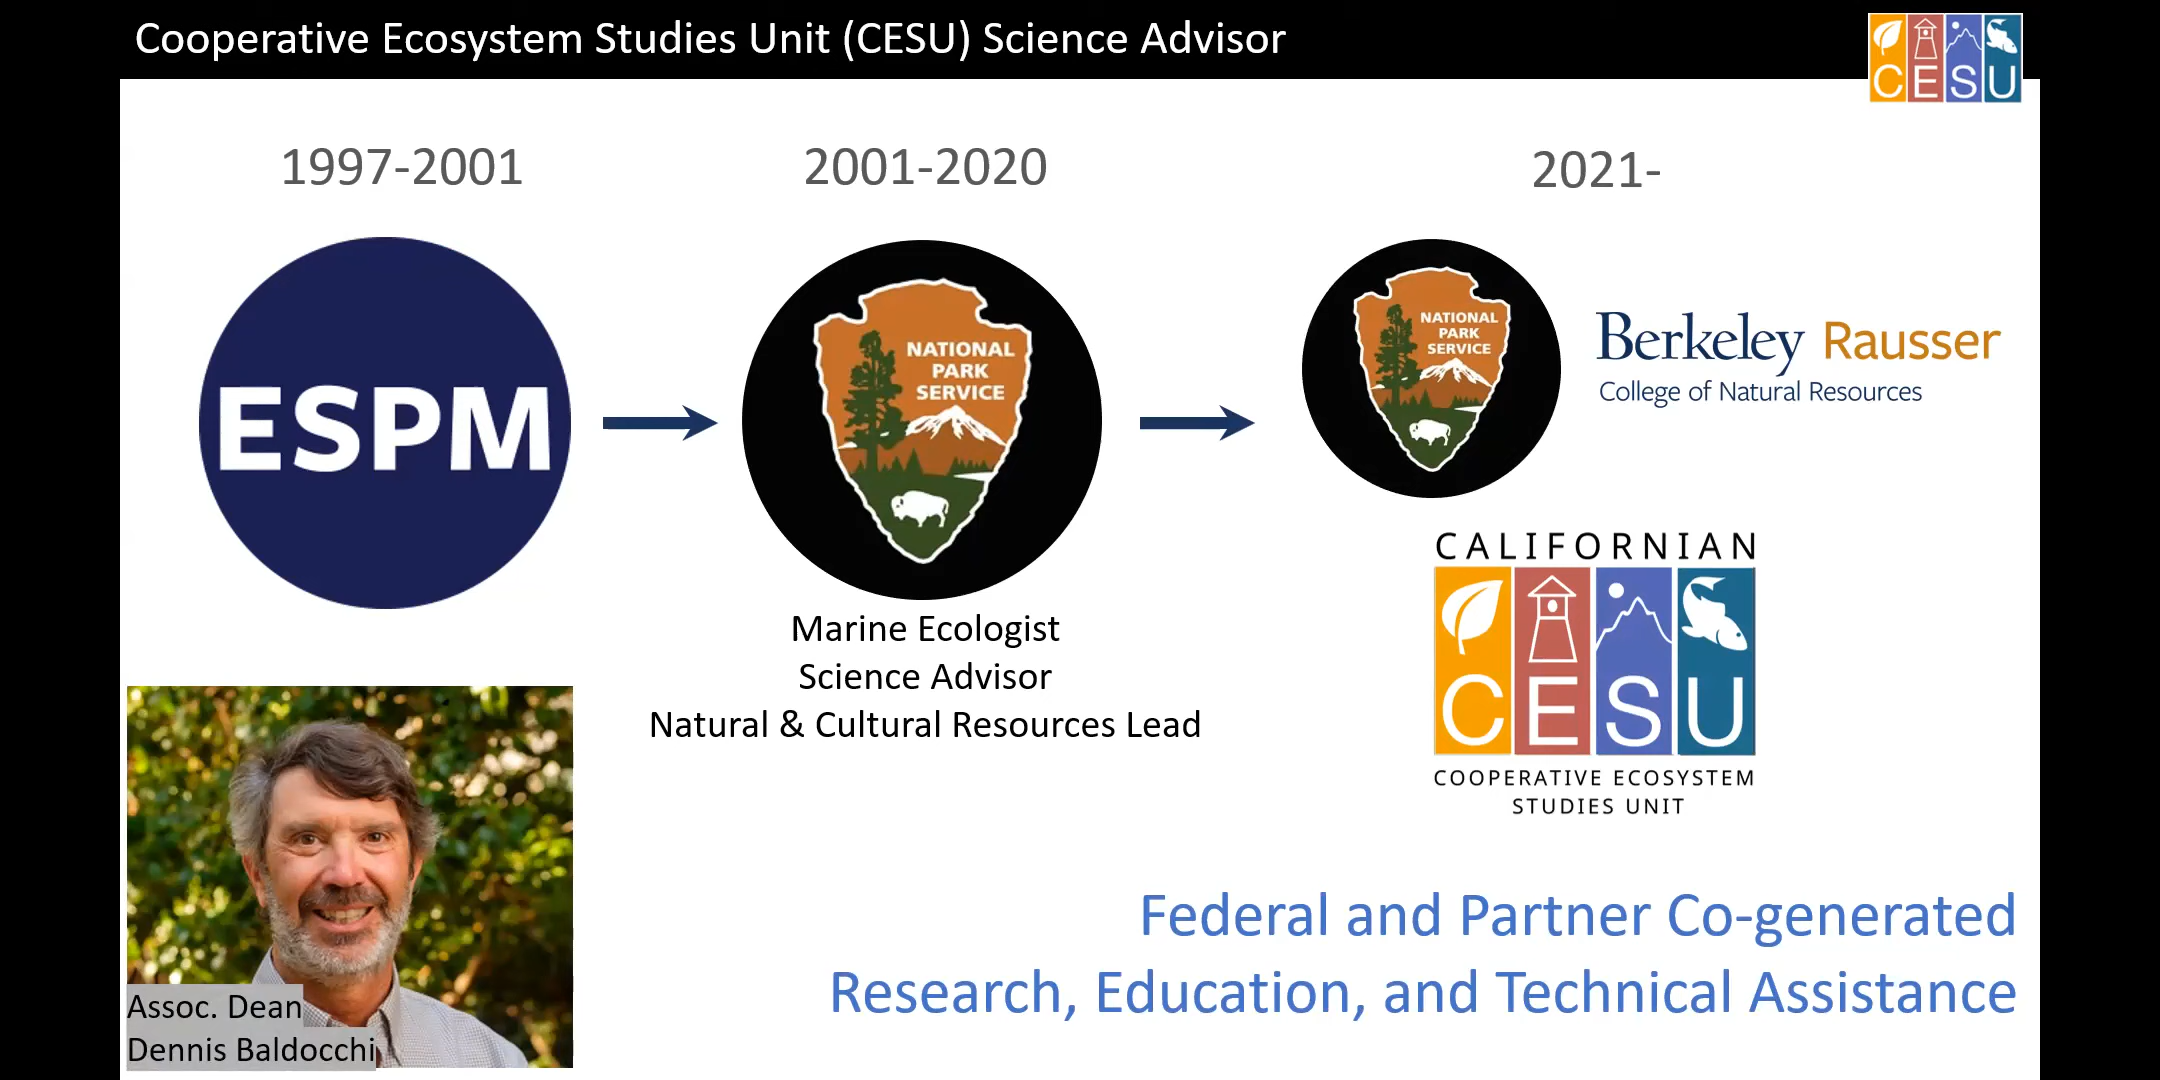 Cooperative Ecosystem Studies Unit (CESU) Science Advisor
CESU
1997-2001
2001-2020
2021-
ESPM
NATIONAL
PARK
SERVICE
NATIONAL
PARK
SERVICE
Berkeley Rausser
College of Natural Resources
Marine Ecologist
Science Advisor
Natural & Cultural Resources Lead
CALIFORNIAN
CESU
COOPERATIVE ECOSYSTEM
STUDIES UNIT
Assoc. Dean
Dennis Baldocchi
Federal and Partner Co-generated
Research, Education, and Technical Assistance